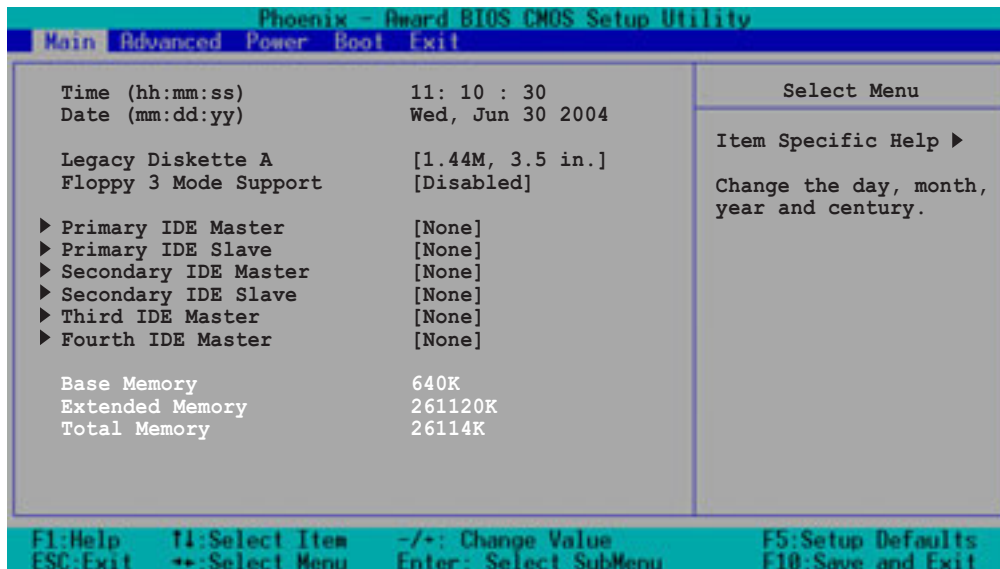 Phoenix - Award BIOS CMOS Setup Utility
Main Advanced Power Boot Exit
Time (hh:mm:ss) 11: 10 : 30
Date (mm:dd:yy) Wed, Jun 30 2004
Legacy Diskette A [1.44M, 3.5 in.]
Floppy 3 Mode Support [Disabled]
Primary IDE Master [None]
Primary IDE Slave [None]
Secondary IDE Master [None]
Secondary IDE Slave [None]
Third IDE Master [None]
Fourth IDE Master [None]
Base Memory 640K
Extended Memory 261120K
Total Memory 26114K
Select Menu
Item Specific Help
Change the day, month,
year and century.
F1:Help ↑↓:Select Item -/+: Change Value F5:Setup Defaults
ESC:Exit ←→:Select Menu Enter: Select SubMenu F10:Save and Exit